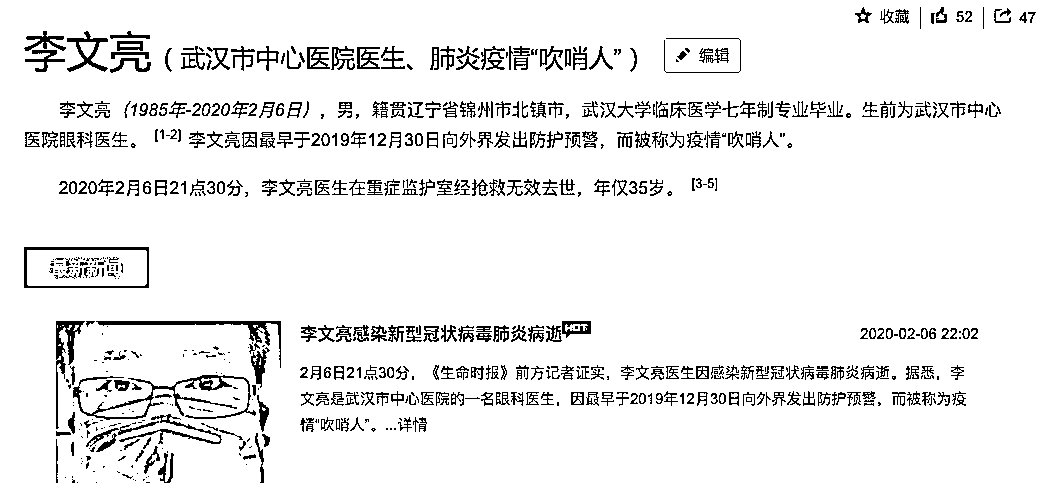 收藏 52 47
李文亮（武汉市中心医院医生、肺炎疫情“吹哨人”） 编辑
李文亮（1985年-2020年2月6日），男，籍贯辽宁省锦州市北镇市，武汉大学临床医学七年制专业毕业。生前为武汉市中心
医院眼科医生。 [1-2] 李文亮因最早于2019年12月30日向外界发出防护预警，而被称为疫情“吹哨人”。
2020年2月6日21点30分，李文亮医生在重症监护室经抢救无效去世，年仅35岁。 [3-5]
最新新闻
李文亮感染新型冠状病毒肺炎病逝 HOT 2020-02-06 22:02
2月6日21点30分，《生命时报》前方记者证实，李文亮医生因感染新型冠状病毒肺炎病逝。据悉，李
文亮是武汉市中心医院的一名眼科医生，因最早于2019年12月30日向外界发出防护预警，而被称为疫
情“吹哨人”。...详情